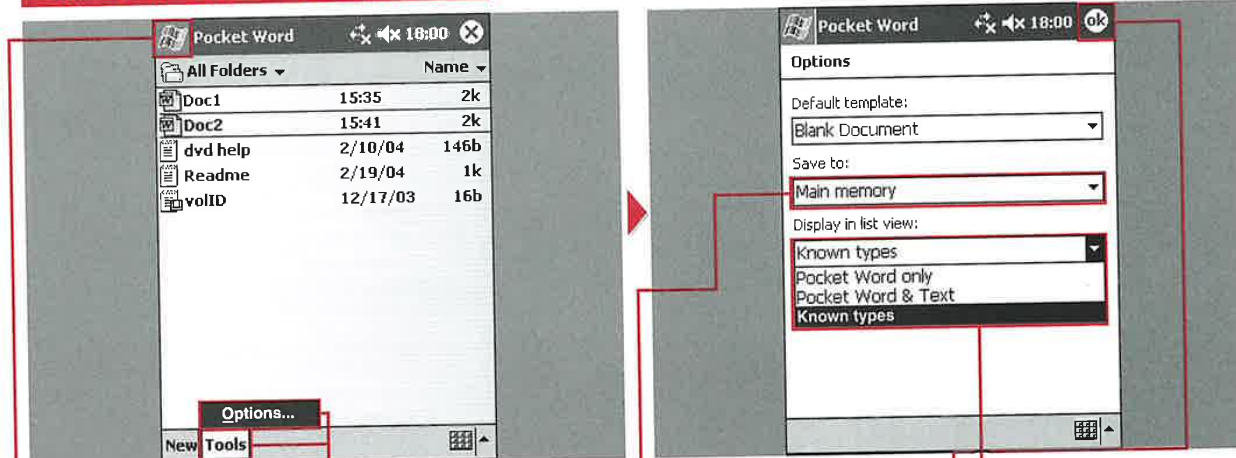 Pocket Word 18:00
All Folders Name
Doc1 15:35 2k
Doc2 15:41 2k
dvd help 2/10/04 146b
Readme 2/19/04 1k
volID 12/17/03 16b
Options...
New Tools
Pocket Word 18:00 ok
Options
Default template:
Blank Document
Save to:
Main memory
Display in list view:
Known types
Pocket Word only
Pocket Word & Text
Known types